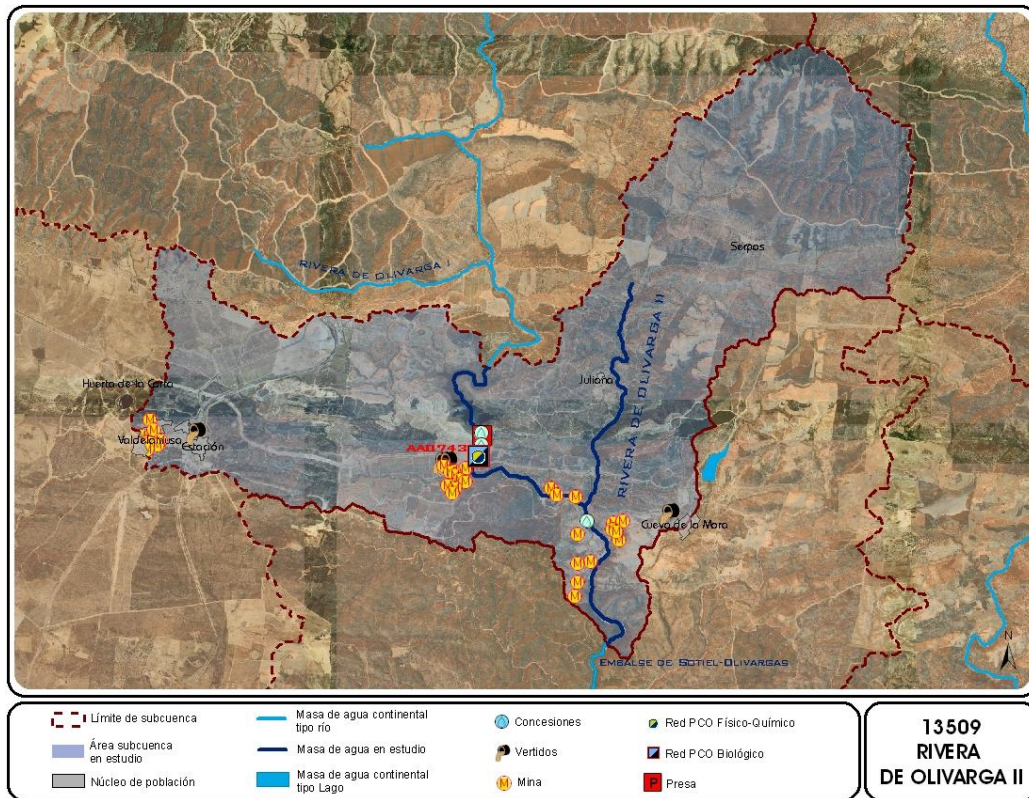 RIVERA DE OLIVARGA I
Serpos
RIVERA DE OLIVARGA II
Juliana
Huerta de la Corta
Valdelamusa
Estación
AA11743
Cueva de la Mora
N
EMBALSE DE SOTIEL-OLIVARGAS
Límite de subcuenca
Área subcuenca
en estudio
Núcleo de población
Masa de agua continental
tipo río
Masa de agua en estudio
Masa de agua continental
tipo Lago
Concesiones
Vertidos
M Mina
Red PCO Físico-Químico
Red PCO Biológico
P Presa
13509
RIVERA
DE OLIVARGA II